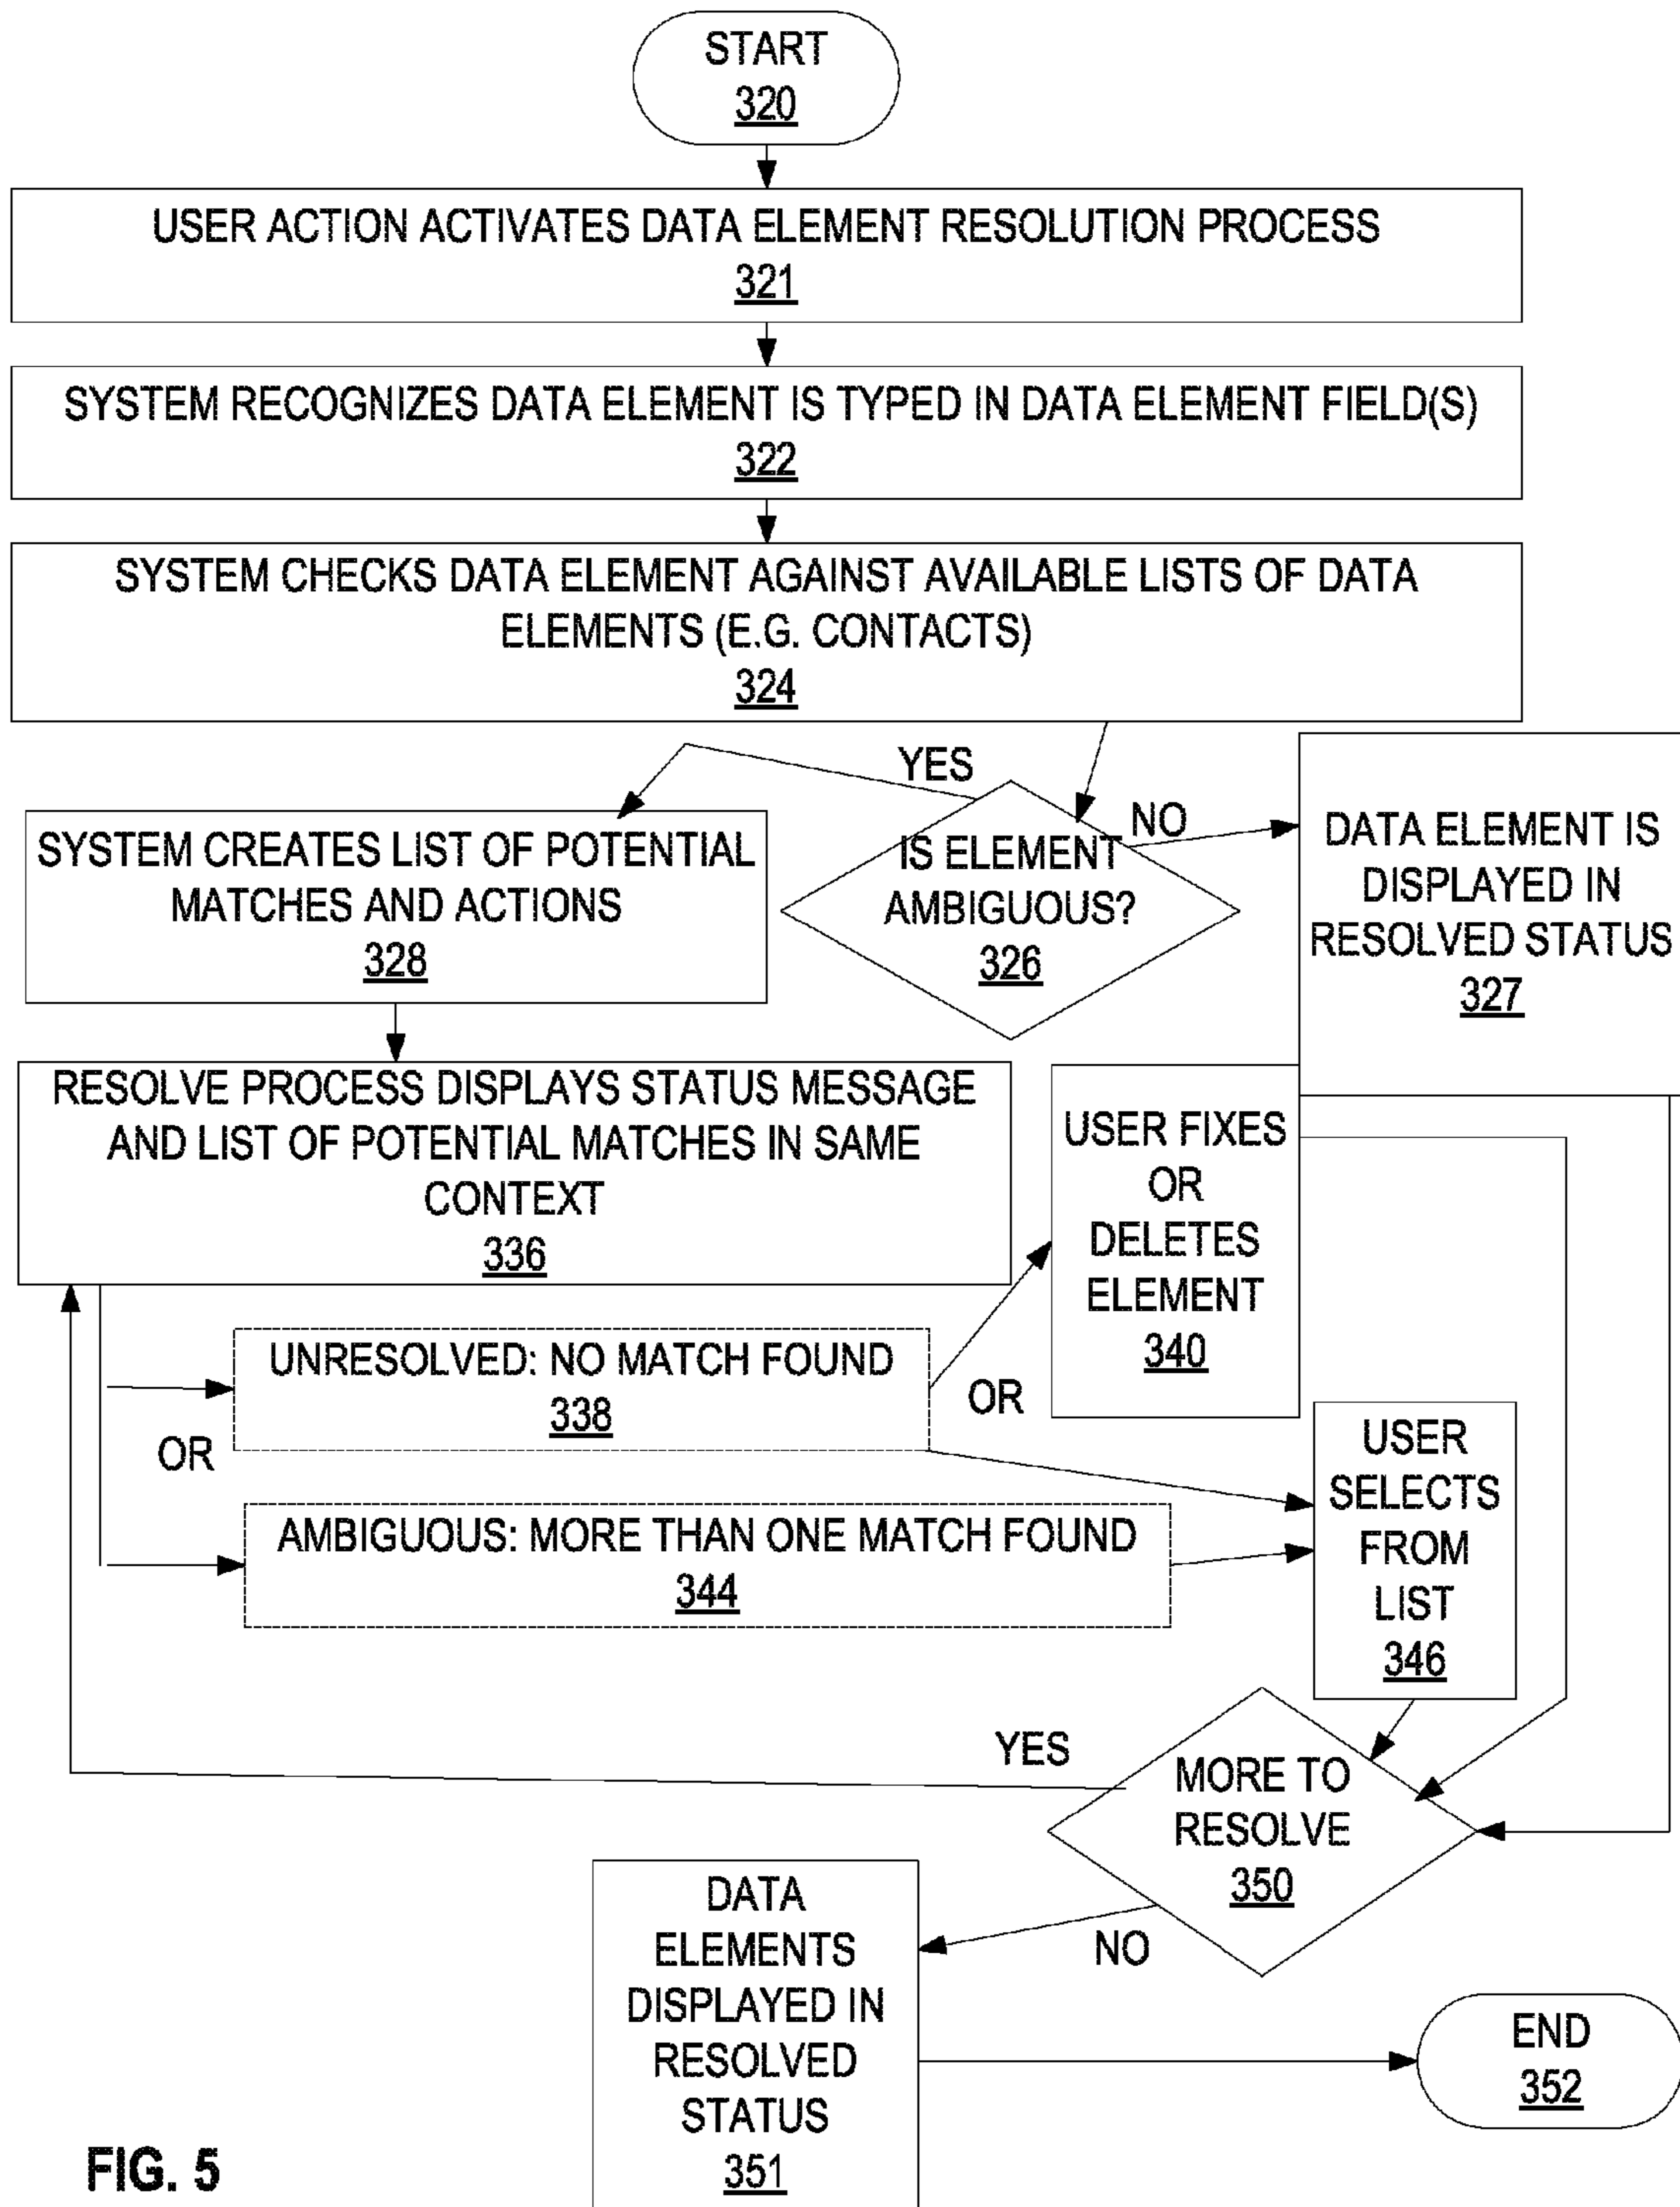 START
320
USER ACTION ACTIVATES DATA ELEMENT RESOLUTION PROCESS
321
SYSTEM RECOGNIZES DATA ELEMENT IS TYPED IN DATA ELEMENT FIELD(S)
322
SYSTEM CHECKS DATA ELEMENT AGAINST AVAILABLE LISTS OF DATA
ELEMENTS (E.G. CONTACTS)
324
YES
NO
IS ELEMENT
AMBIGUOUS?
326
DATA ELEMENT IS
DISPLAYED IN
RESOLVED STATUS
327
SYSTEM CREATES LIST OF POTENTIAL
MATCHES AND ACTIONS
328
RESOLVE PROCESS DISPLAYS STATUS MESSAGE
AND LIST OF POTENTIAL MATCHES IN SAME
CONTEXT
336
USER FIXES
OR
DELETES
ELEMENT
340
UNRESOLVED: NO MATCH FOUND
338
OR
OR
AMBIGUOUS: MORE THAN ONE MATCH FOUND
344
USER
SELECTS
FROM
LIST
346
YES
MORE TO
RESOLVE
350
NO
DATA
ELEMENTS
DISPLAYED IN
RESOLVED
STATUS
351
END
352
FIG. 5